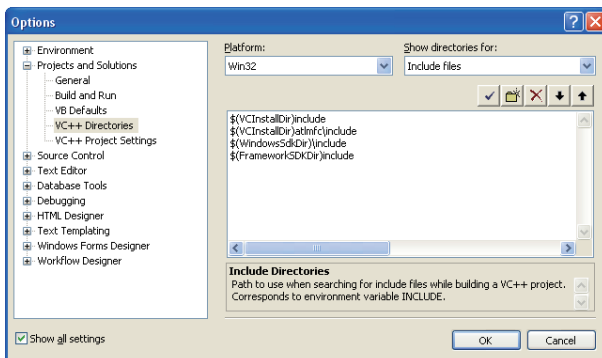 Options
Environment
Projects and Solutions
General
Build and Run
VB Defaults
VC++ Directories
VC++ Project Settings
Source Control
Text Editor
Database Tools
Debugging
HTML Designer
Text Templating
Windows Forms Designer
Workflow Designer
Show all settings
Platform:
Show directories for:
Win32
Include files
$(VCInstallDir)include
$(VCInstallDir)atlmfc\include
$(WindowsSdkDir)\include
$(FrameworkSDKDir)include
Include Directories
Path to use when searching for include files while building a VC++ project.
Corresponds to environment variable INCLUDE.
OK
Cancel